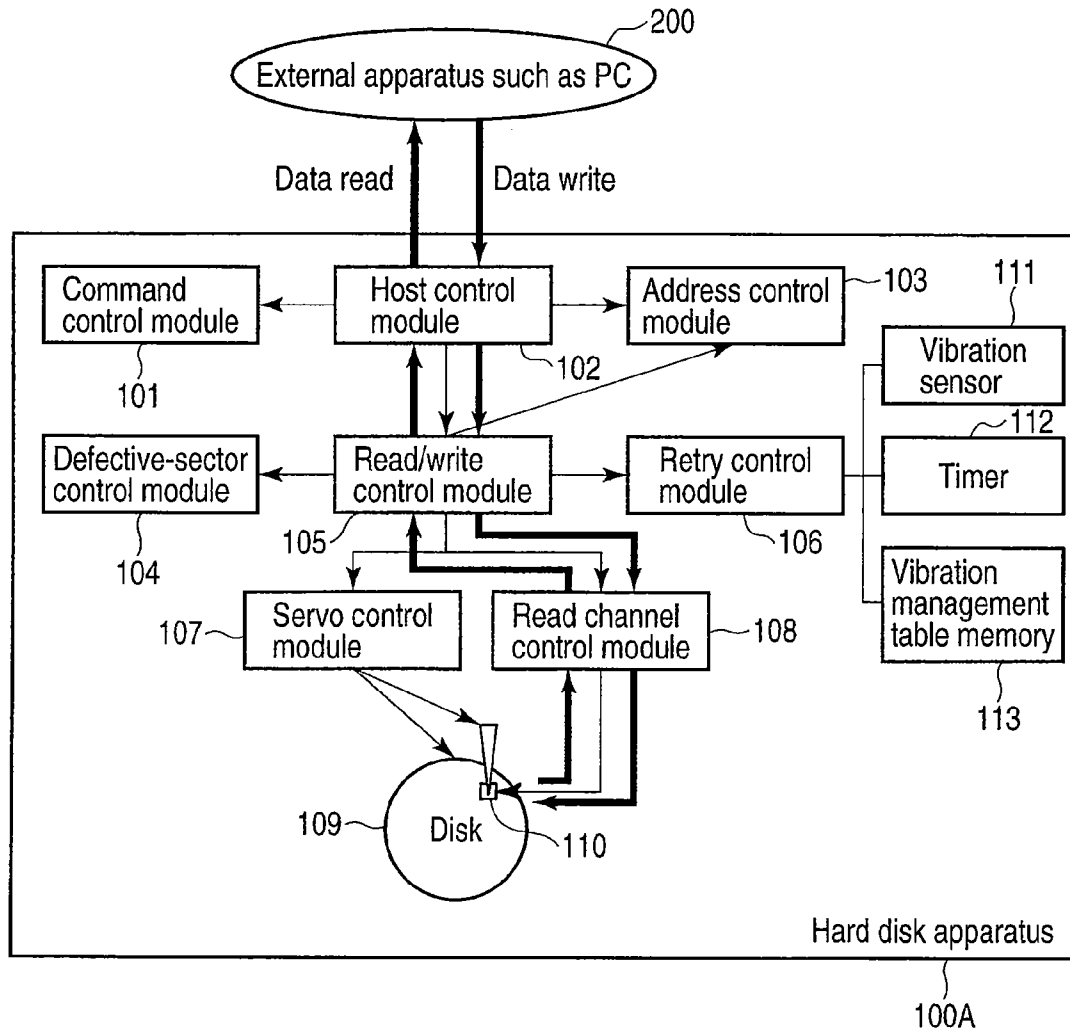 200
External apparatus such as PC
Data read
Data write
Command
control module
101
Host control
module
102
Address control
module
103
111
Vibration
sensor
112
Timer
Defective-sector
control module
104
Read/write
control module
105
Retry control
module
106
Vibration
management
table memory
113
107
Servo control
module
Read channel
control module
108
109
Disk
110
Hard disk apparatus
100A